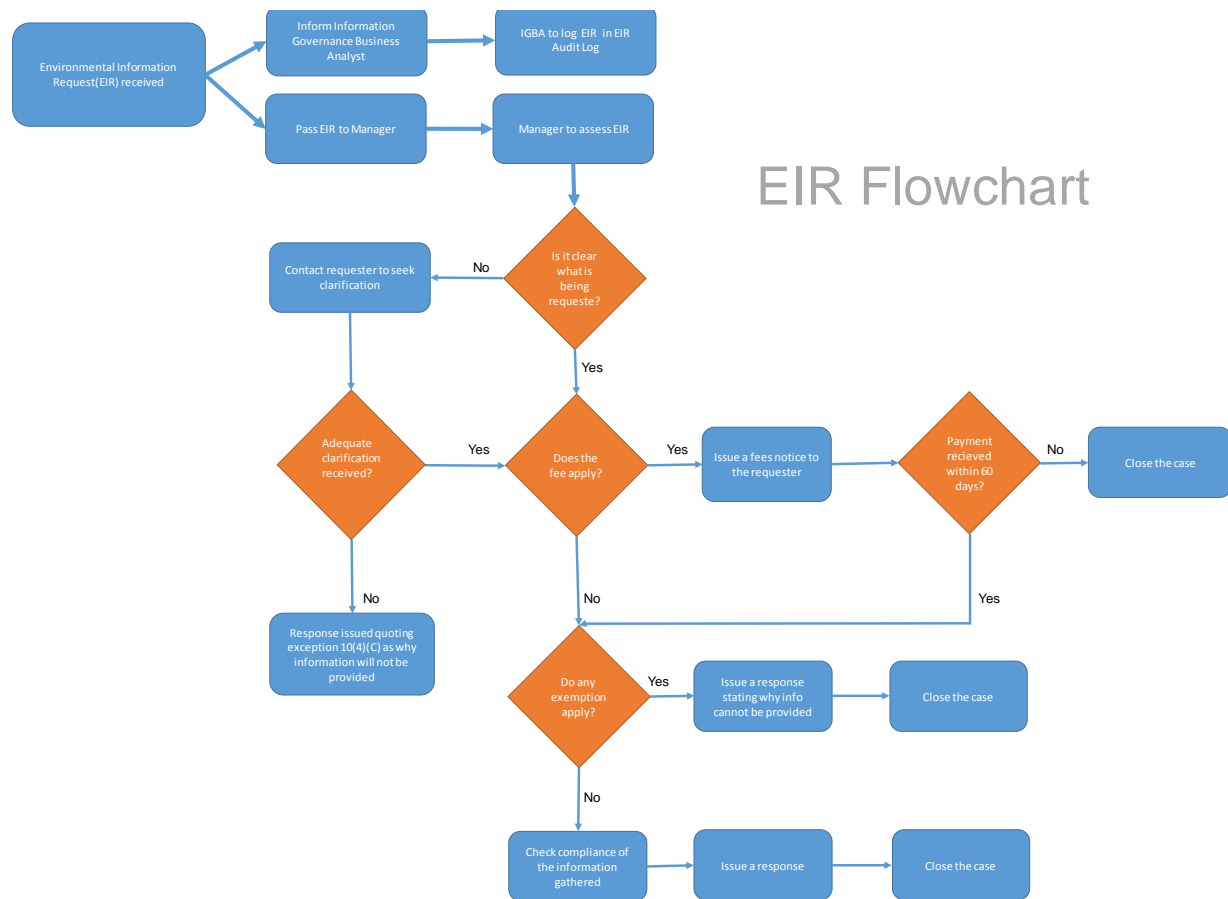 Inform Information
Governance Business
Analyst
IGBA to log EIR in EIR
Audit Log
Environmental Information
Request(EIR) received
Pass EIR to Manager
Manager to assess EIR
EIR Flowchart
Is it clear
what is
being
requeste?
No
Contact requester to seek
clarification
Yes
Adequate
clarification
received?
Yes
Does the
fee apply?
Yes
Issue a fees notice to
the requester
Payment
recieved
within 60
days?
No
Close the case
No
Response issued quoting
exception 10(4)(C) as why
information will not be
provided
No
Yes
Do any
exemption
apply?
Yes
Issue a response
stating why info
cannot be provided
Close the case
No
Check compliance of
the information
gathered
Issue a response
Close the case